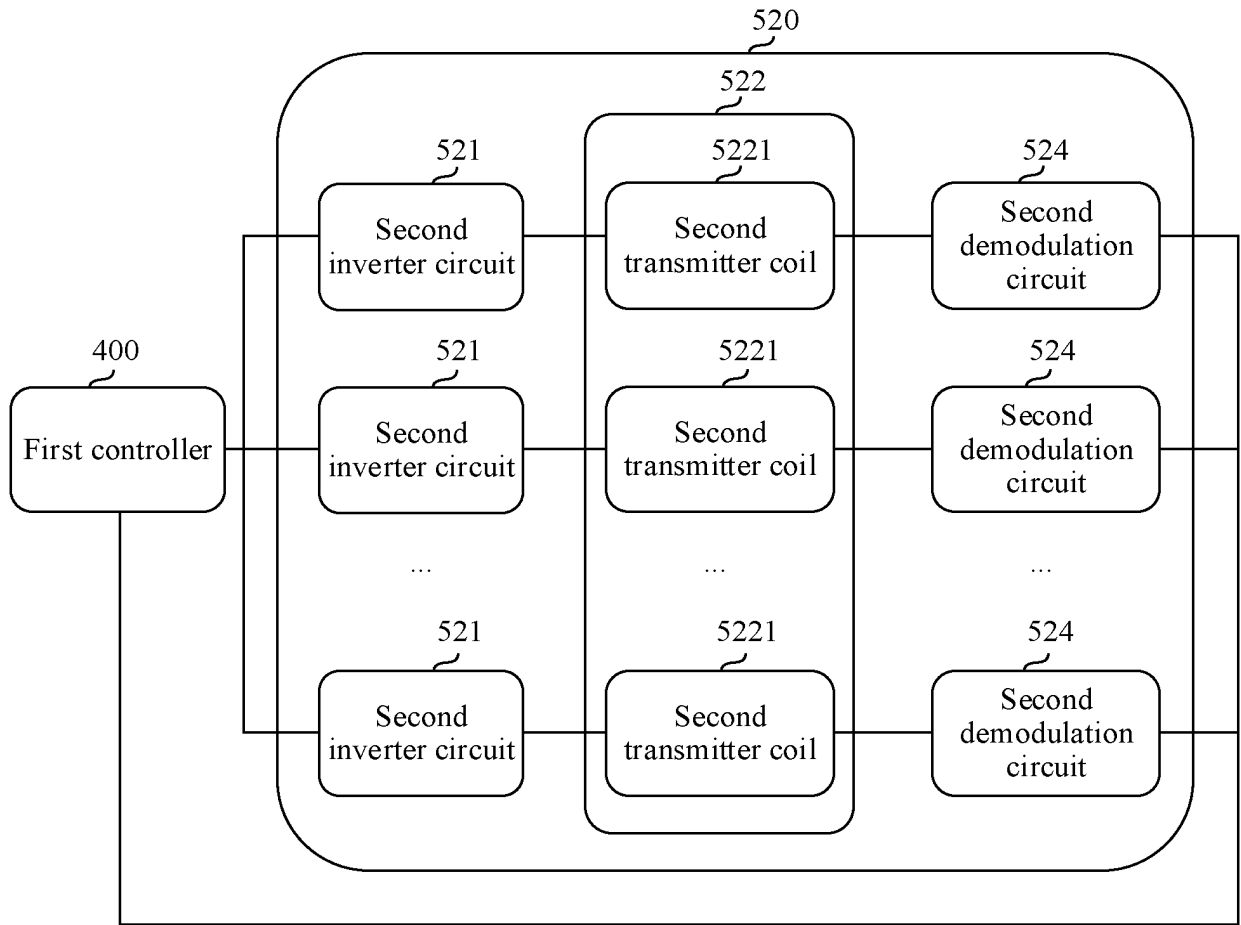 520
522
521
5221
524
Second
inverter circuit
Second
transmitter coil
Second
demodulation
circuit
400
521
5221
524
First controller
Second
inverter circuit
Second
transmitter coil
Second
demodulation
circuit
...
...
...
521
5221
524
Second
inverter circuit
Second
transmitter coil
Second
demodulation
circuit